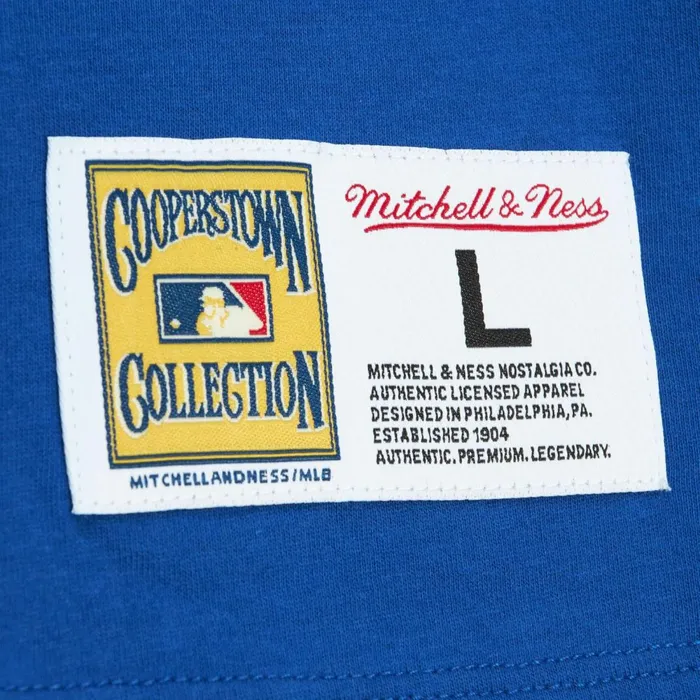 COOPERSTOWN
COLLECTION
MITCHELLANDNESS/MLB
Mitchell & Ness
L
MITCHELL & NESS NOSTALGIA CO.
AUTHENTIC LICENSED APPAREL
DESIGNED IN PHILADELPHIA, PA.
ESTABLISHED 1904
AUTHENTIC. PREMIUM. LEGENDARY.